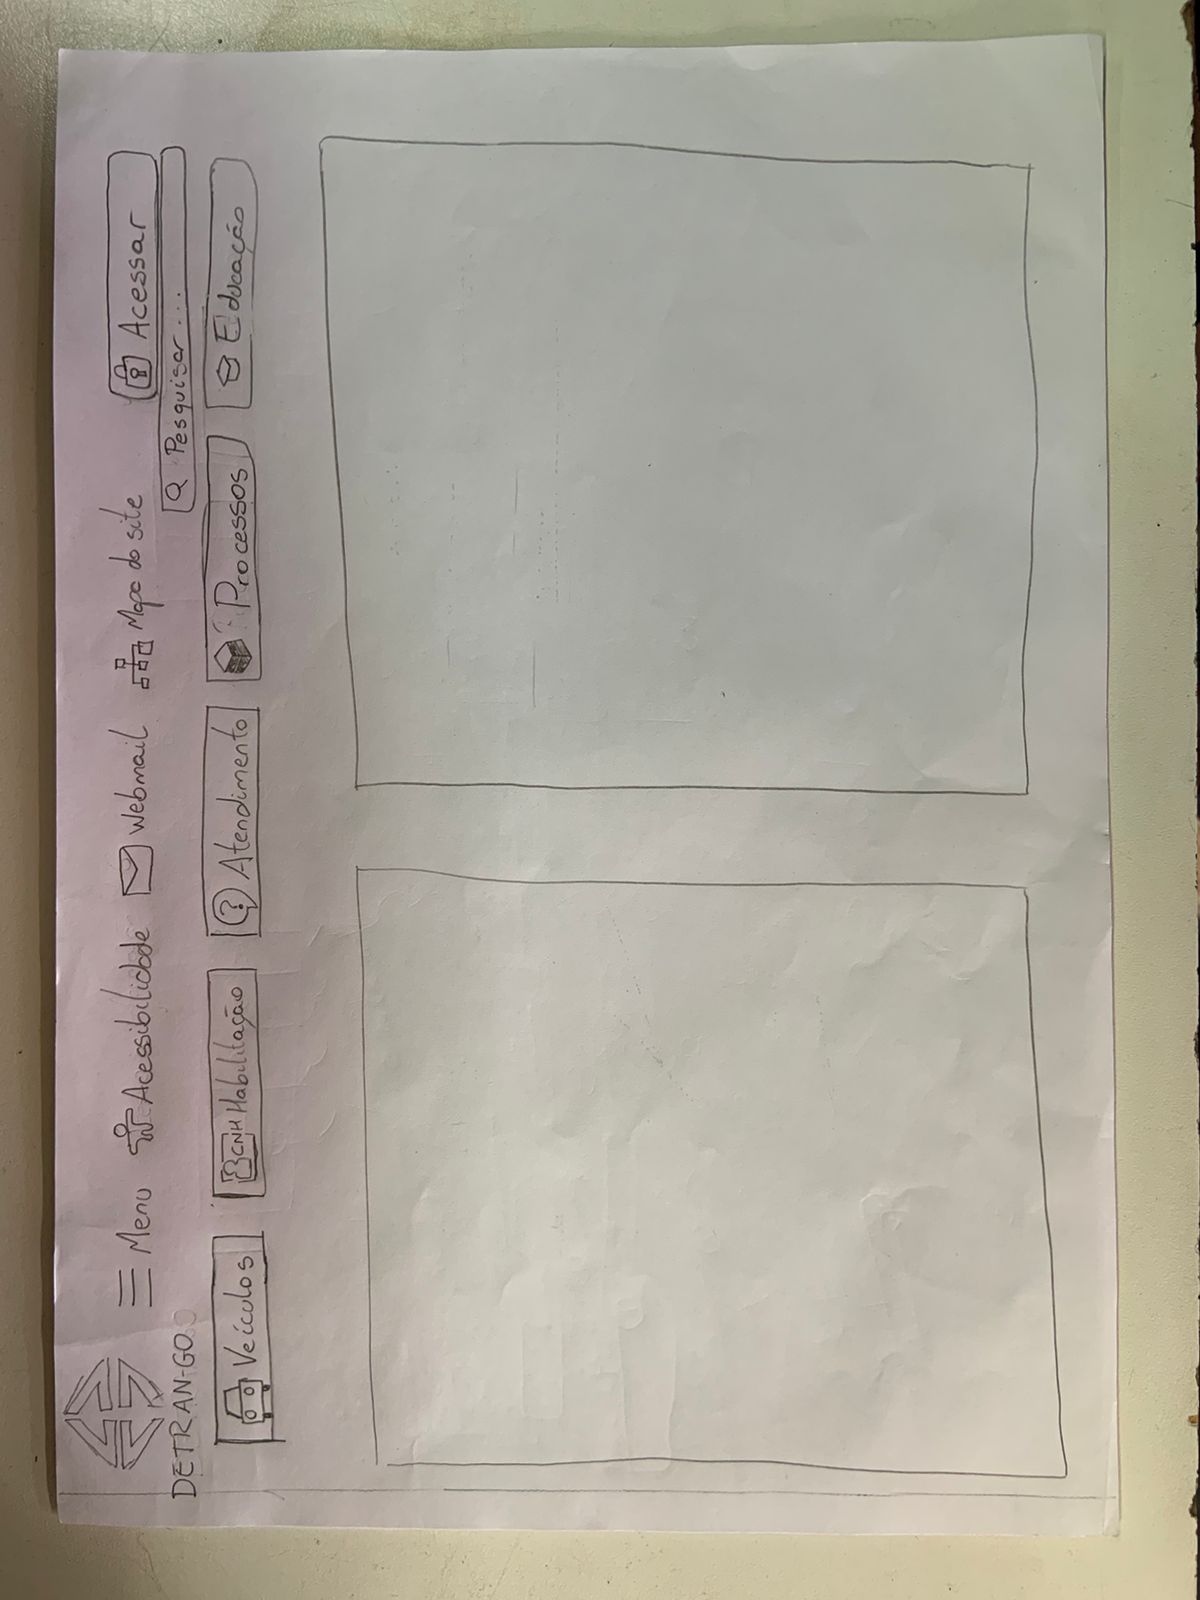 DETRAN-GO
Menu Acessibilidade Webmail Mapa do site Acessar
Pesquisar ...
Veículos CNH Habilitação ? Atendimento Processos Educação